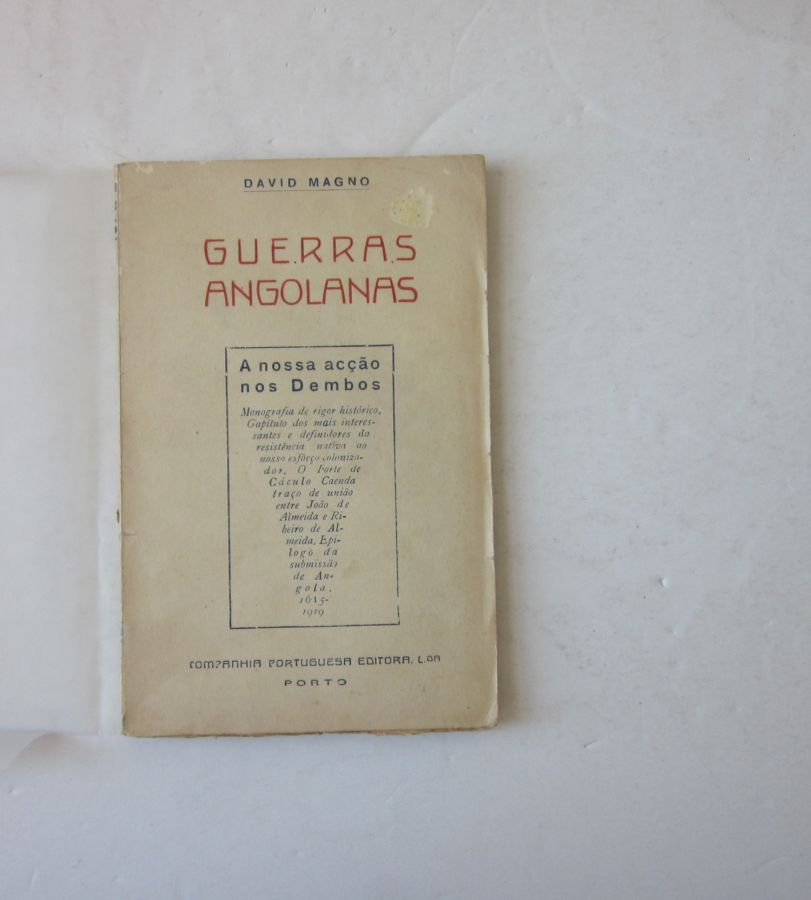 DAVID MAGNO
GUERRAS
ANGOLANAS
A nossa acção
nos Dembos
Monografia de rigor histórico.
Capítulo dos mais interes-
santes e definidores da
resistência nativa ao
nosso esfôrço coloniza-
dor. O Forte de
Cáculo Caenda
traço de união
entre João de
Almeida e Ri-
beiro de Al-
meida. Epí-
logo da
submissão
de An-
gola.
1615-
1919
COMPANHIA PORTUGUESA EDITORA, L.DA
PORTO